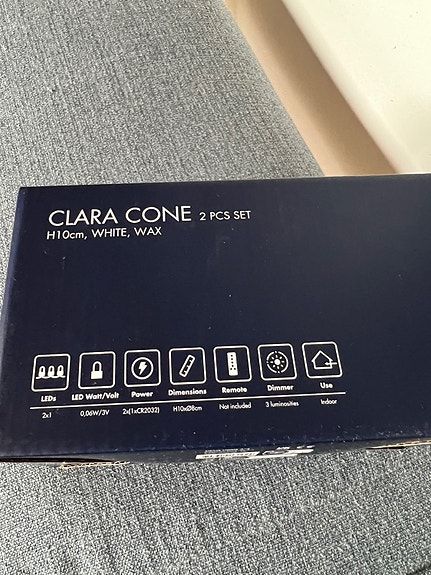 CLARA CONE 2 PCS SET
H10cm, WHITE, WAX
LEDs LED Watt/Volt Power Dimensions Remote Dimmer Use
2x1 0,06W/3V 2x(1xCR2032) H10xØ8cm Not included 3 luminosities Indoor